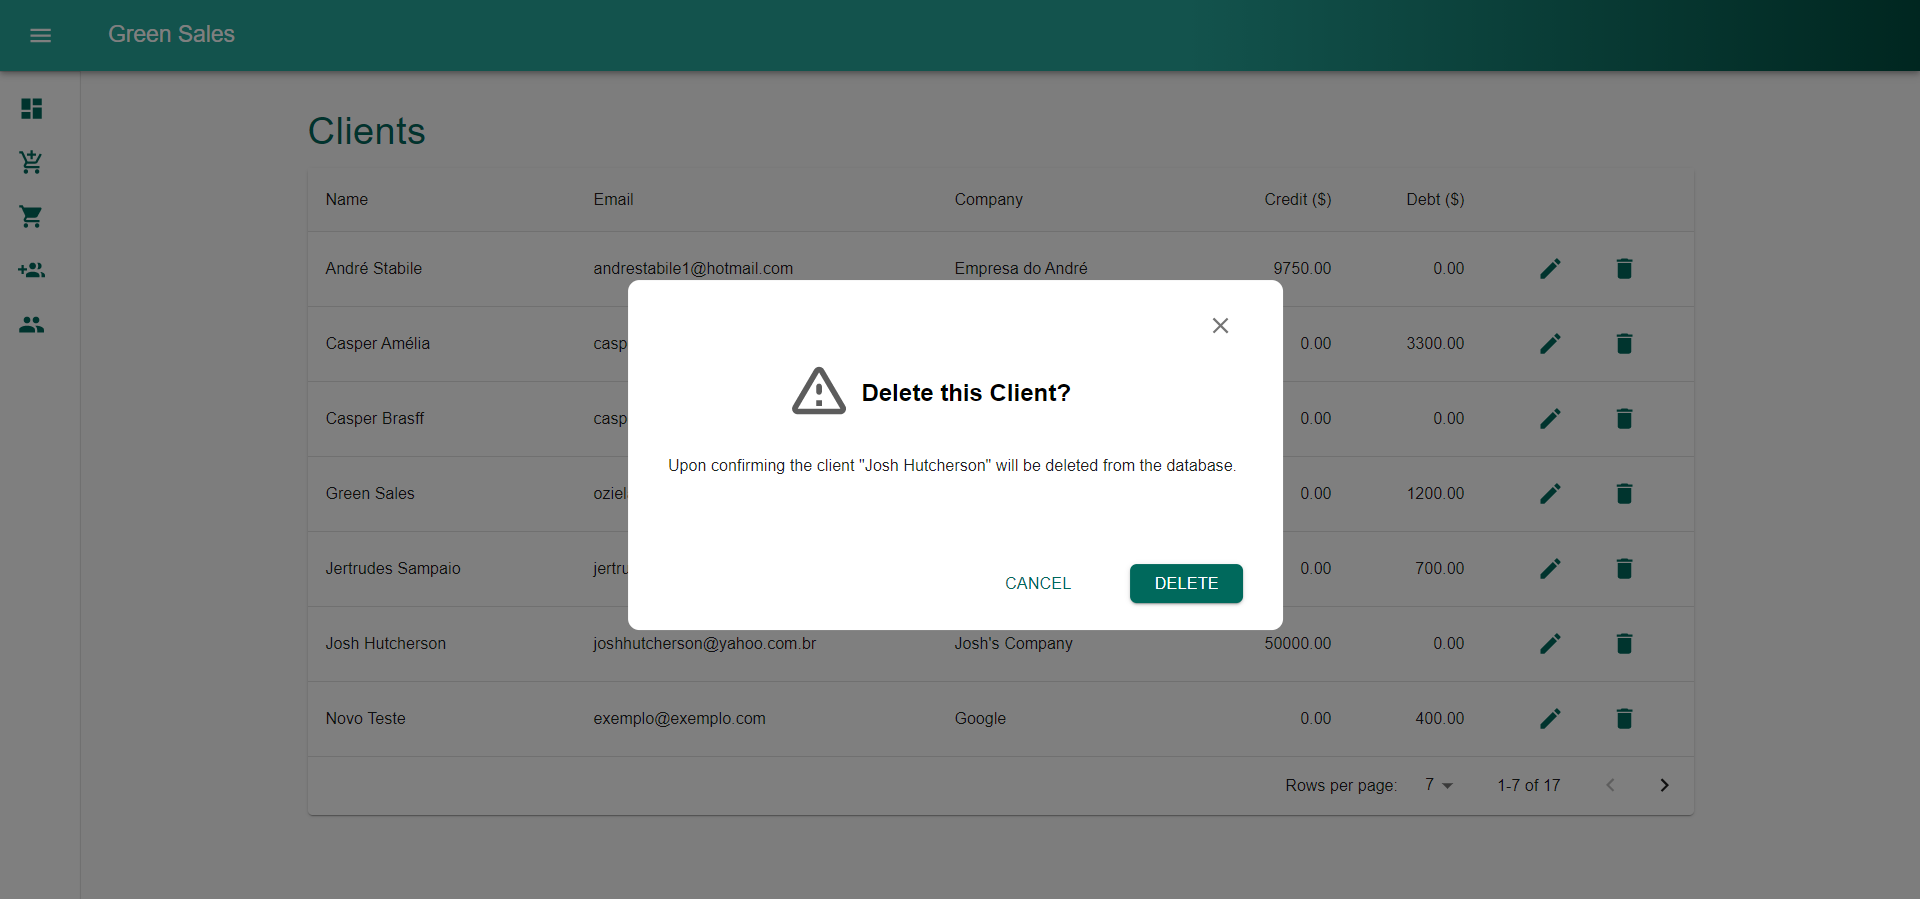 Green Sales
Clients
Name Email Company Credit ($) Debt ($)
André Stabile andrestabile1@hotmail.com Empresa do André 9750.00 0.00
Casper Amélia casp 0.00 3300.00
Casper Brasff casp 0.00 0.00
Green Sales oziel 0.00 1200.00
Jertrudes Sampaio jertru 0.00 700.00
Josh Hutcherson joshhutcherson@yahoo.com.br Josh's Company 50000.00 0.00
Novo Teste exemplo@exemplo.com Google 0.00 400.00
Rows per page: 7 1-7 of 17
Delete this Client?
Upon confirming the client "Josh Hutcherson" will be deleted from the database.
CANCEL DELETE